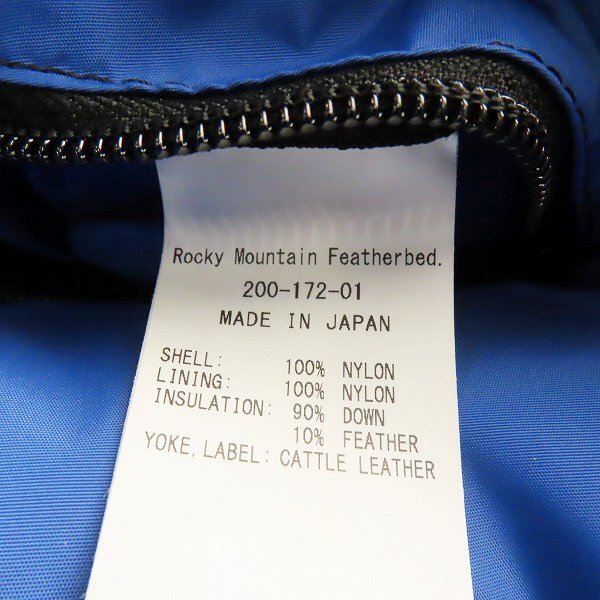 Rocky Mountain Featherbed.
200-172-01
MADE IN JAPAN
SHELL: 100% NYLON
LINING: 100% NYLON
INSULATION: 90% DOWN
10% FEATHER
YOKE, LABEL: CATTLE LEATHER